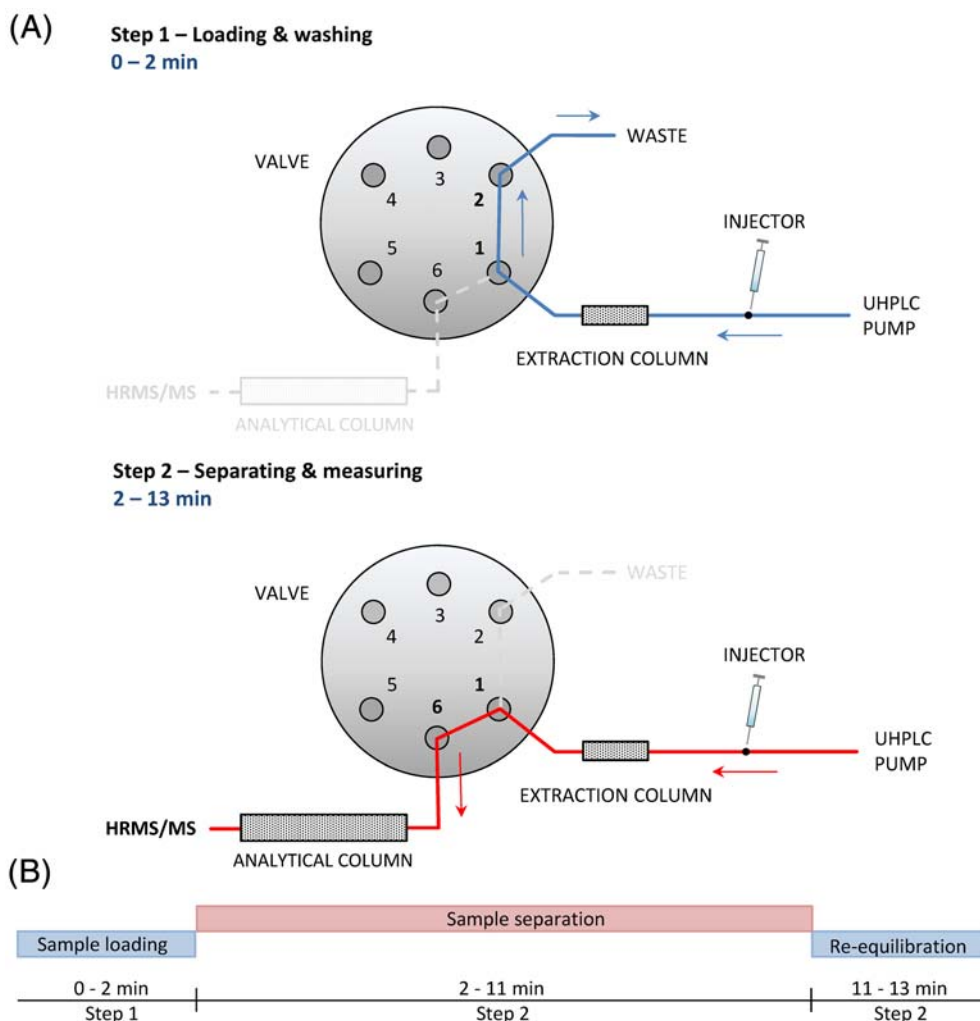 (A)
Step 1 – Loading & washing
0 – 2 min
WASTE
VALVE
3
4
2
INJECTOR
5
1
6
UHPLC
PUMP
EXTRACTION COLUMN
HRMS/MS
ANALYTICAL COLUMN
Step 2 – Separating & measuring
2 – 13 min
WASTE
VALVE
3
4
2
INJECTOR
5
1
6
UHPLC
PUMP
EXTRACTION COLUMN
HRMS/MS
ANALYTICAL COLUMN
(B)
Sample separation
Sample loading
Re-equilibration
0 - 2 min
2 - 11 min
11 - 13 min
Step 1
Step 2
Step 2